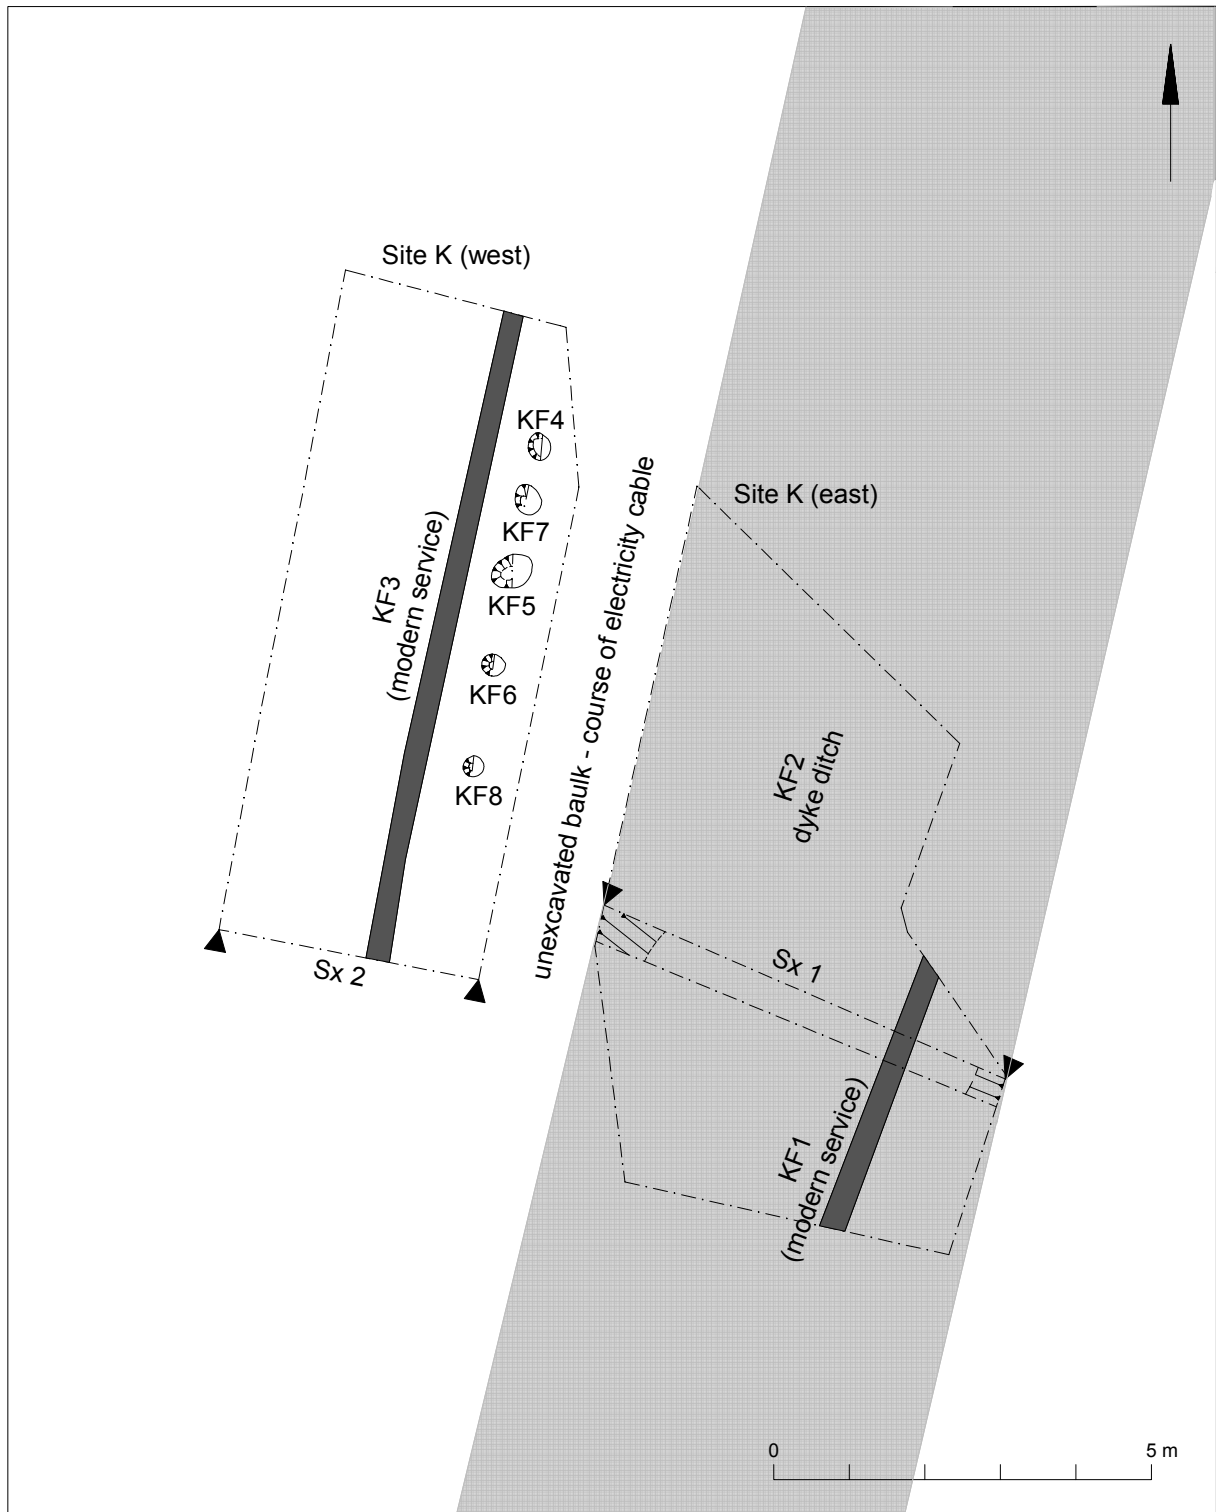 Site K (west)
KF4
KF7
KF5
KF6
KF8
KF3
(modern service)
Sx 2
unexcavated baulk - course of electricity cable
Site K (east)
KF2
dyke ditch
Sx 1
KF1
(modern service)
0
5 m